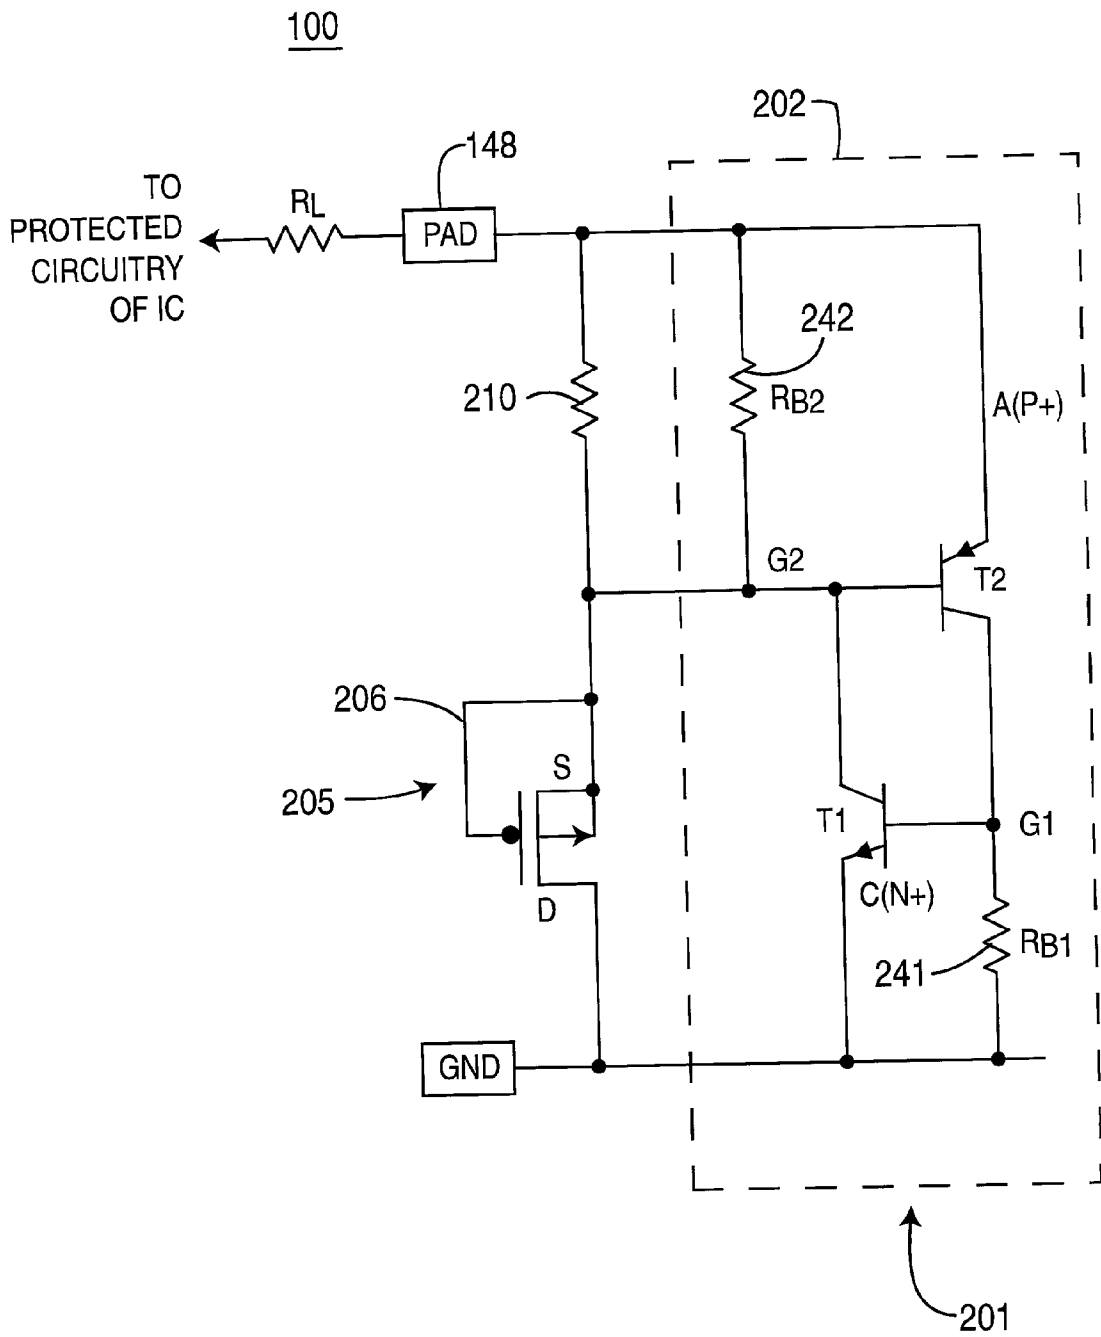 100
202
148
TO
PROTECTED
CIRCUITRY
OF IC
RL
PAD
242
210
RB2
A(P+)
G2
T2
206
S
205
T1
G1
D
C(N+)
RB1
241
GND
201